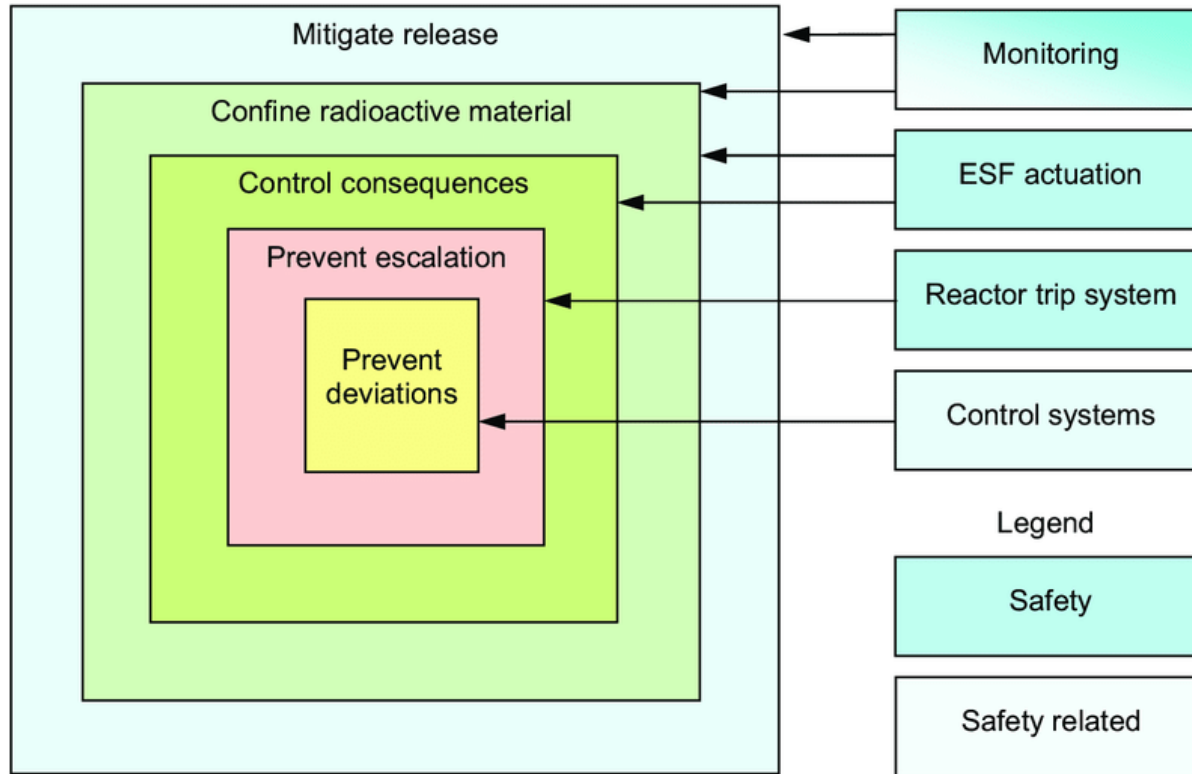 Mitigate release
Confine radioactive material
Control consequences
Prevent escalation
Prevent
deviations
Monitoring
ESF actuation
Reactor trip system
Control systems
Legend
Safety
Safety related